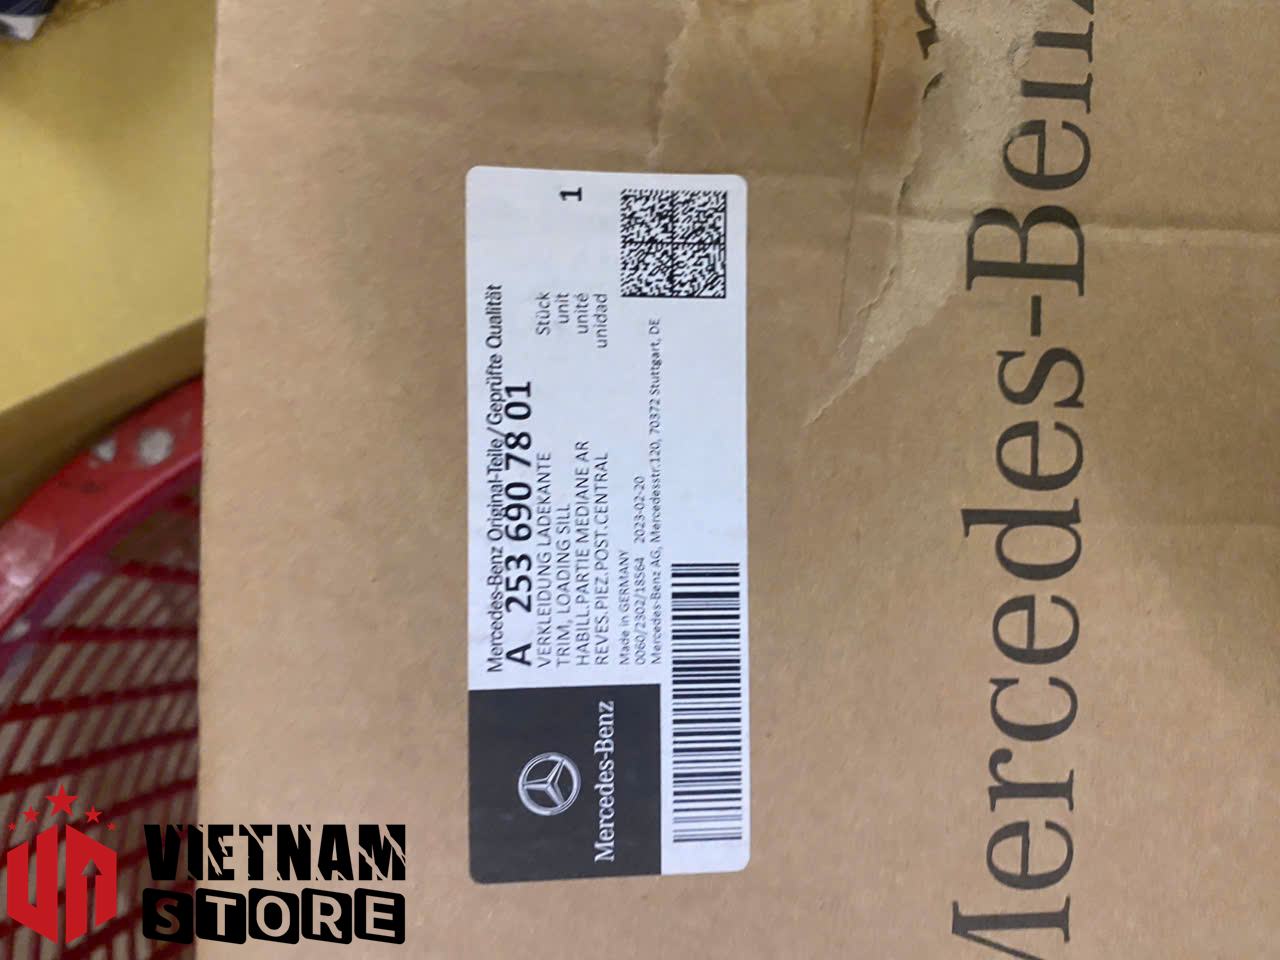 Mercedes-Benz Original-Teile/Geprüfte Qualität
A 253 690 78 01
VERKLEIDUNG LADEKANTE
TRIM, LOADING SILL
HABILL.PARTIE MEDIANE AR
REVES.PIEZ.POST.CENTRAL
Stück
unit
unité
unidad
1
Made in GERMANY
0060/2302/18564 2023-02-20
Mercedes-Benz AG, Mercedesstr.120, 70372 Stuttgart, DE
Mercedes-Benz
Mercedes-Benz
VIETNAM
STORE